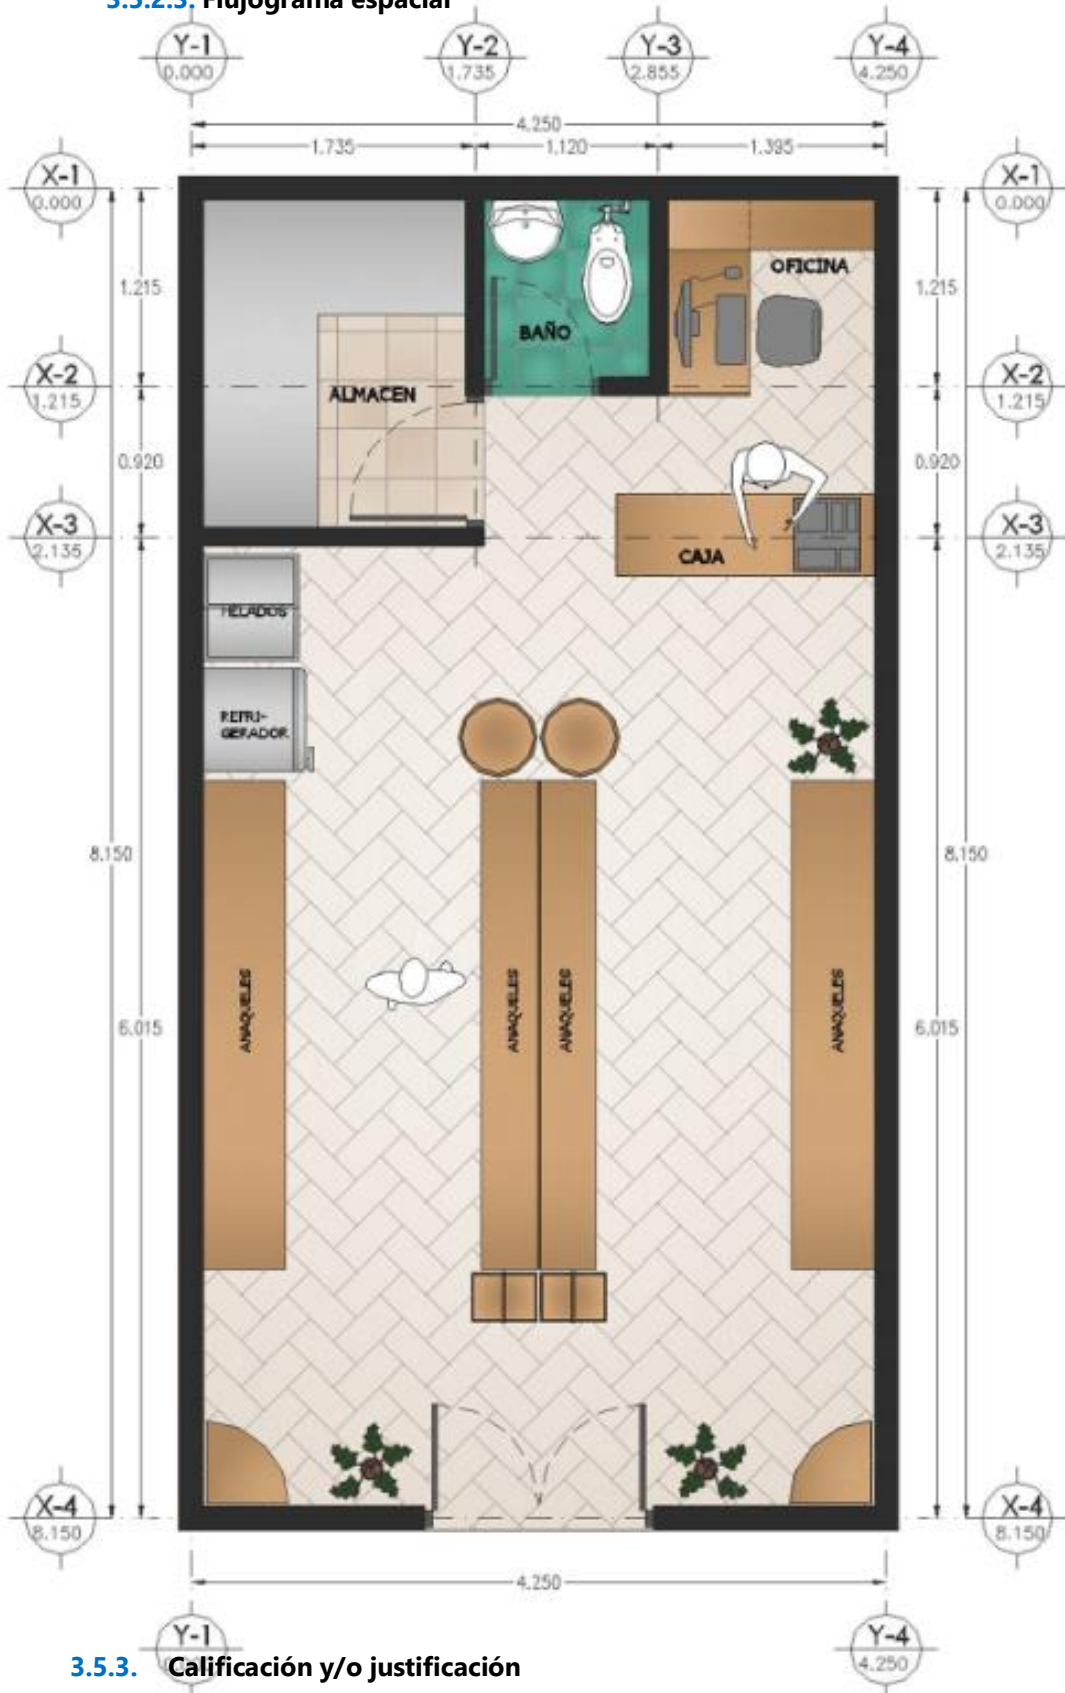 3.5.2.3. Flujograma espacial
Y-1 Y-2 Y-3 Y-4
0.000 1.735 2.855 4.250
4.250
1.735 1.120 1.395
X-1 X-1
0.000 0.000
OFICINA
1.215 1.215
BAÑO
X-2 X-2
ALMACEN
1.215 1.215
0.920 0.920
X-3 X-3
2.135 2.135
CAJA
HELADOS
REFRI-
GERADOR
8.150 8.150
ANAQUELES ANAQUELES ANAQUELES ANAQUELES
6.015 6.015
X-4 X-4
8.150 8.150
4.250
Y-1 Y-4
4.250
3.5.3. Calificación y/o justificación